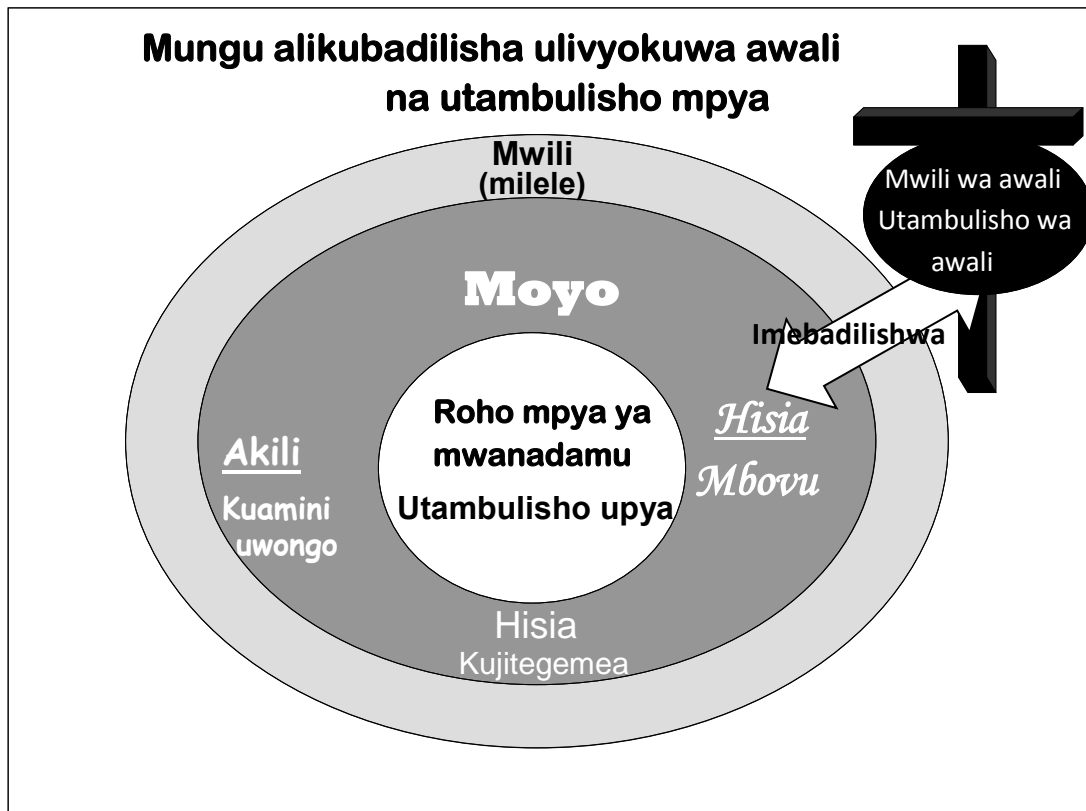 Mungu alikubadilisha ulivyokuwa awali
na utambulisho mpya
Mwili
(milele)
Mwili wa awali
Utambulisho wa
awali
Moyo
Imebadilishwa
Roho mpya ya
mwanadamu
Utambulisho upya
Hisia
Mbovu
Akili
Kuamini
uwongo
Hisia
Kujitegemea